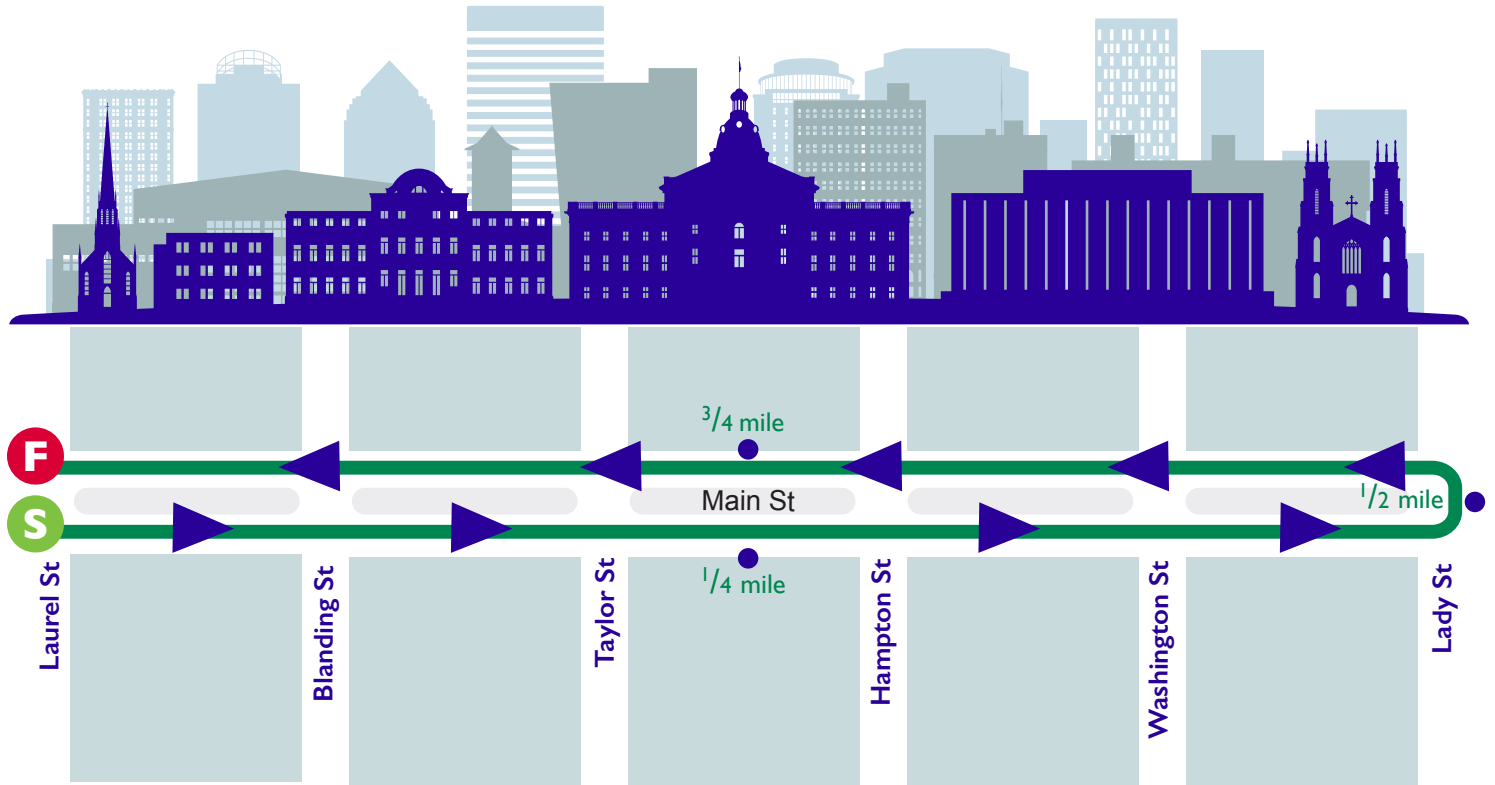 3/4 mile
F
Main St
1/2 mile
S
1/4 mile
Laurel St
Blanding St
Taylor St
Hampton St
Washington St
Lady St